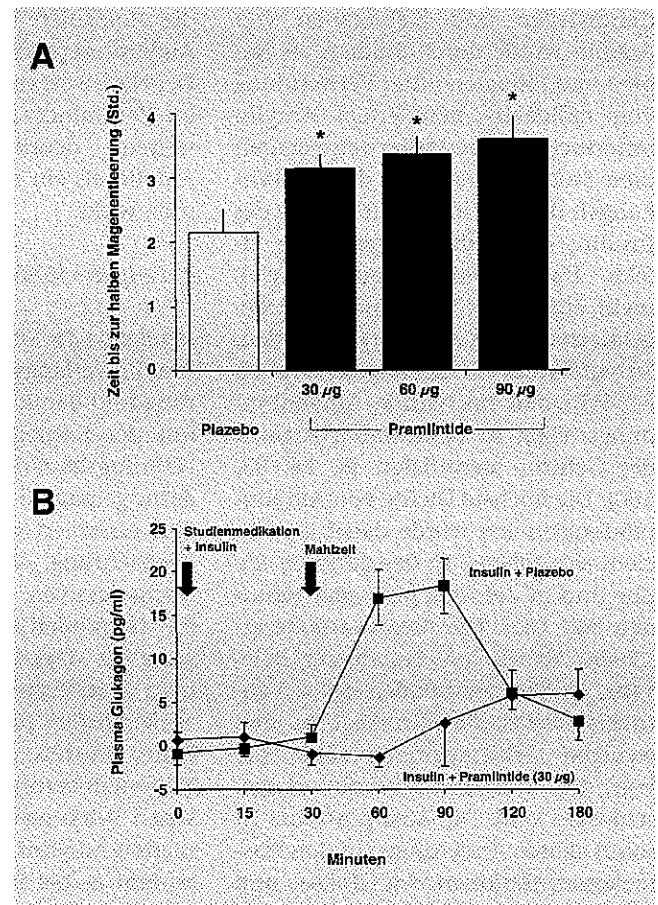 A
Zeit bis zur halben Magenentleerung (Std.)
4
3
2
1
0
*
*
*
30 µg
60 µg
90 µg
Plazebo
Pramlintide
B
Plasma Glukagon (pg/ml)
25
20
15
10
5
0
-5
Studienmedikation
+ Insulin
Mahlzeit
Insulin + Plazebo
Insulin + Pramlintide (30 µg)
0
15
30
60
90
120
180
Minuten